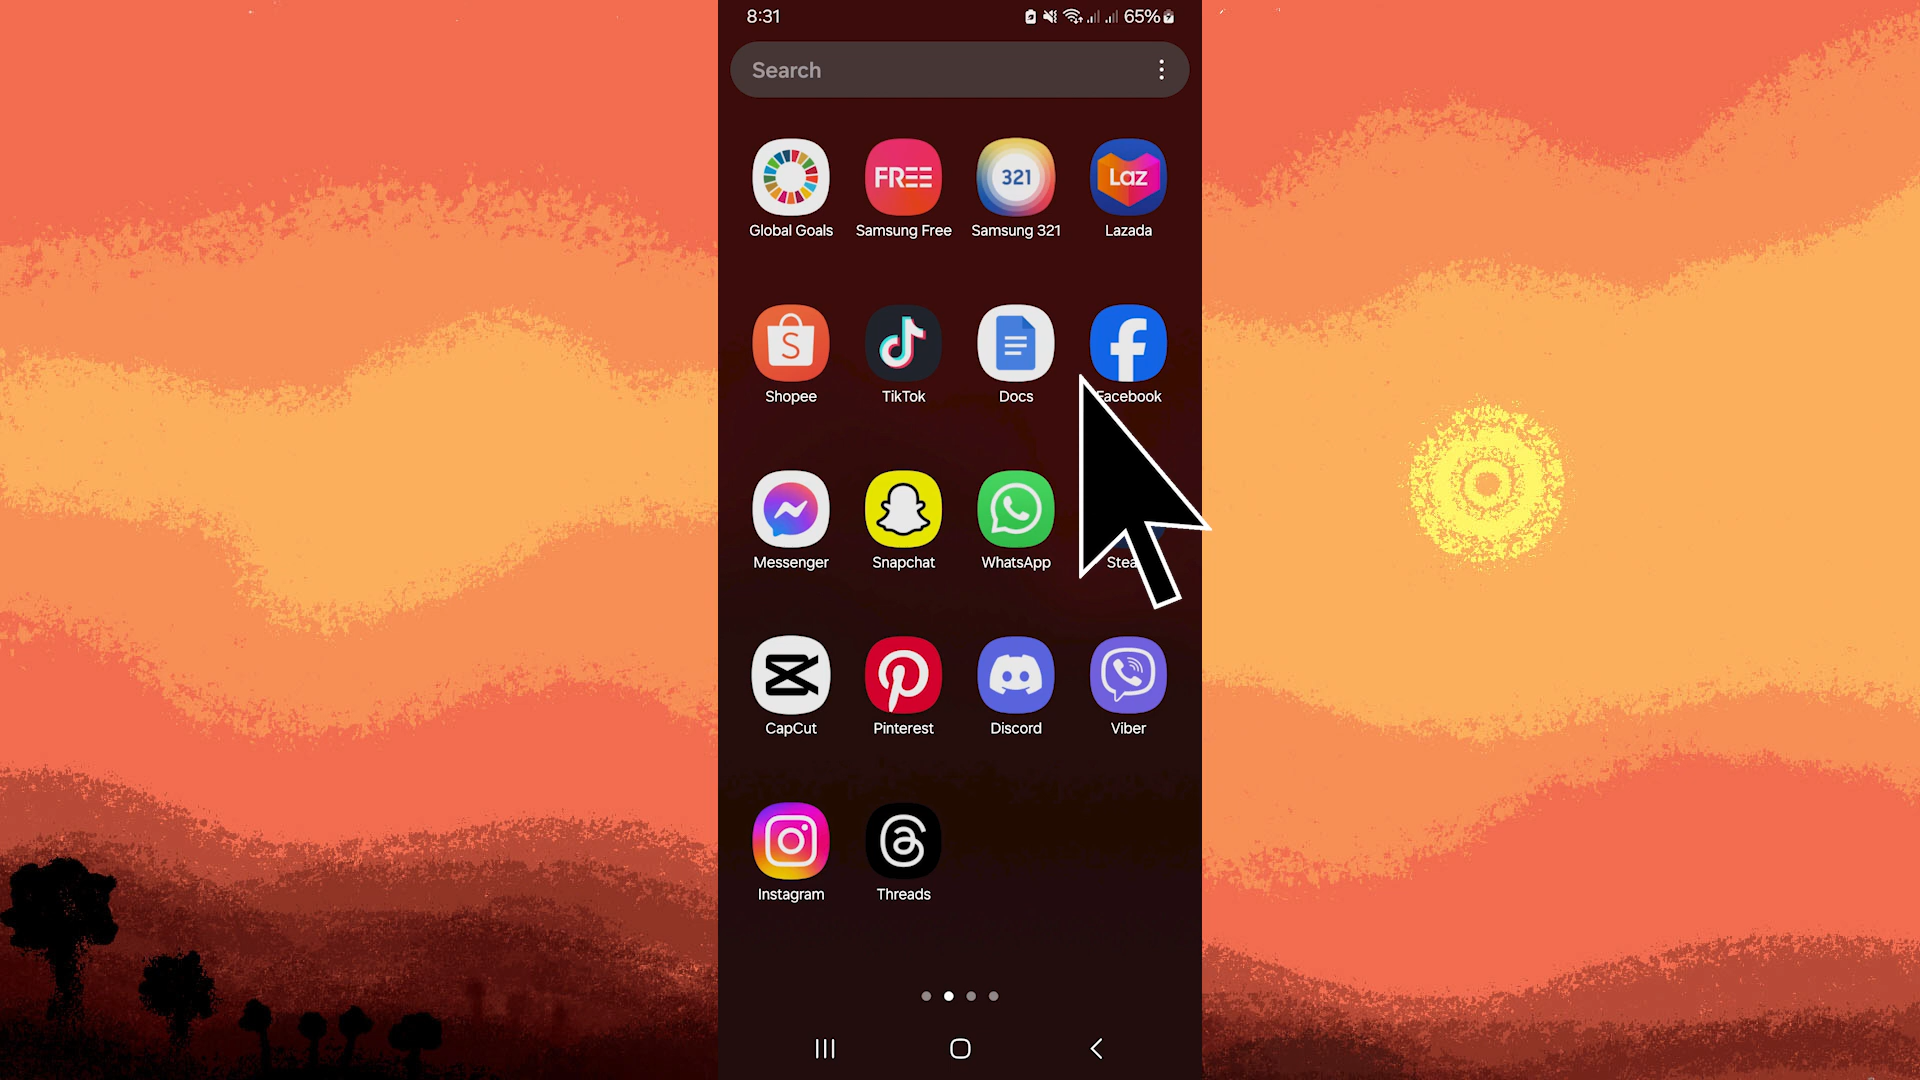 8:31 65%
Search
FREE 321 Laz
Global Goals Samsung Free Samsung 321 Lazada
Shopee TikTok Docs Facebook
Messenger Snapchat WhatsApp
CapCut Pinterest Discord Viber
Instagram Threads